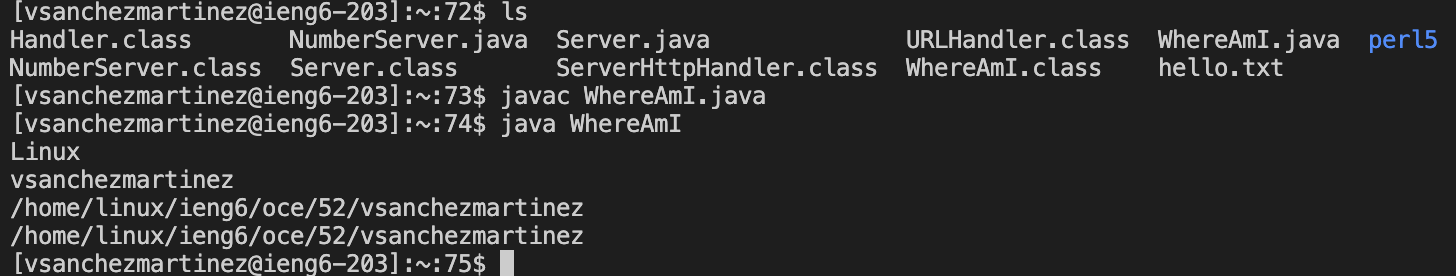 [vsanchezmartinez@ieng6-203]:~:72$ ls
Handler.class       NumberServer.java  Server.java              URLHandler.class  WhereAmI.java  perl5
NumberServer.class  Server.class       ServerHttpHandler.class  WhereAmI.class    hello.txt
[vsanchezmartinez@ieng6-203]:~:73$ javac WhereAmI.java
[vsanchezmartinez@ieng6-203]:~:74$ java WhereAmI
Linux
vsanchezmartinez
/home/linux/ieng6/oce/52/vsanchezmartinez
/home/linux/ieng6/oce/52/vsanchezmartinez
[vsanchezmartinez@ieng6-203]:~:75$